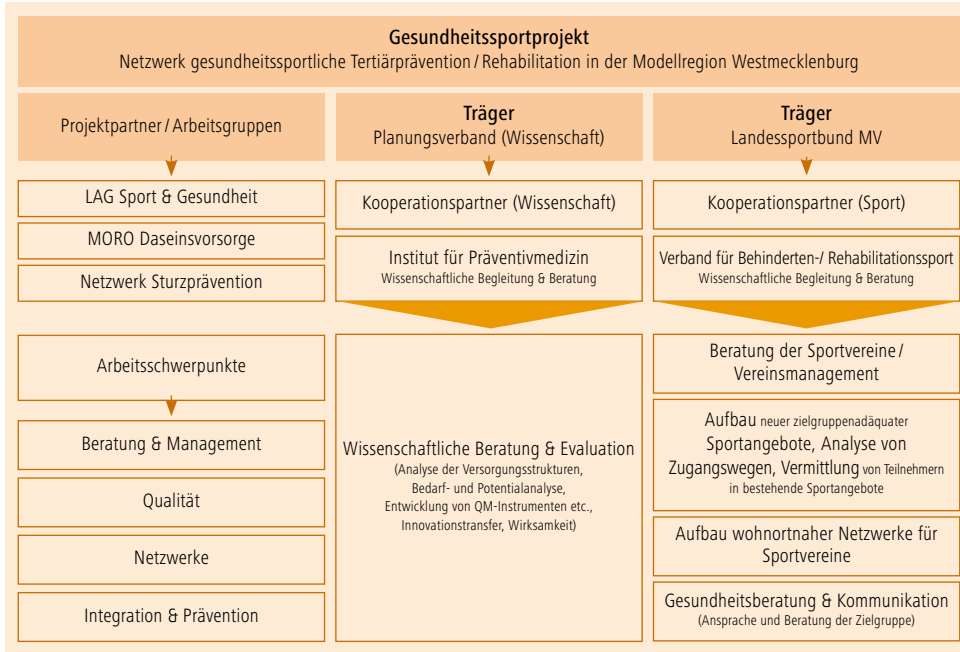 Gesundheitssportprojekt
Netzwerk gesundheitssportliche Tertiärprävention / Rehabilitation in der Modellregion Westmecklenburg
Projektpartner / Arbeitsgruppen
LAG Sport & Gesundheit
MORO Daseinsvorsorge
Netzwerk Sturzprävention
Arbeitsschwerpunkte
Beratung & Management
Qualität
Netzwerke
Integration & Prävention
Träger
Planungsverband (Wissenschaft)
Kooperationspartner (Wissenschaft)
Institut für Präventivmedizin
Wissenschaftliche Begleitung & Beratung
Wissenschaftliche Beratung & Evaluation
(Analyse der Versorgungsstrukturen,
Bedarf- und Potentialanalyse,
Entwicklung von QM-Instrumenten etc.,
Innovationstransfer, Wirksamkeit)
Träger
Landessportbund MV
Kooperationspartner (Sport)
Verband für Behinderten-/ Rehabilitationssport
Wissenschaftliche Begleitung & Beratung
Beratung der Sportvereine /
Vereinsmanagement
Aufbau neuer zielgruppenadäquater
Sportangebote, Analyse von
Zugangswegen, Vermittlung von Teilnehmern
in bestehende Sportangebote
Aufbau wohnortnaher Netzwerke für
Sportvereine
Gesundheitsberatung & Kommunikation
(Ansprache und Beratung der Zielgruppe)